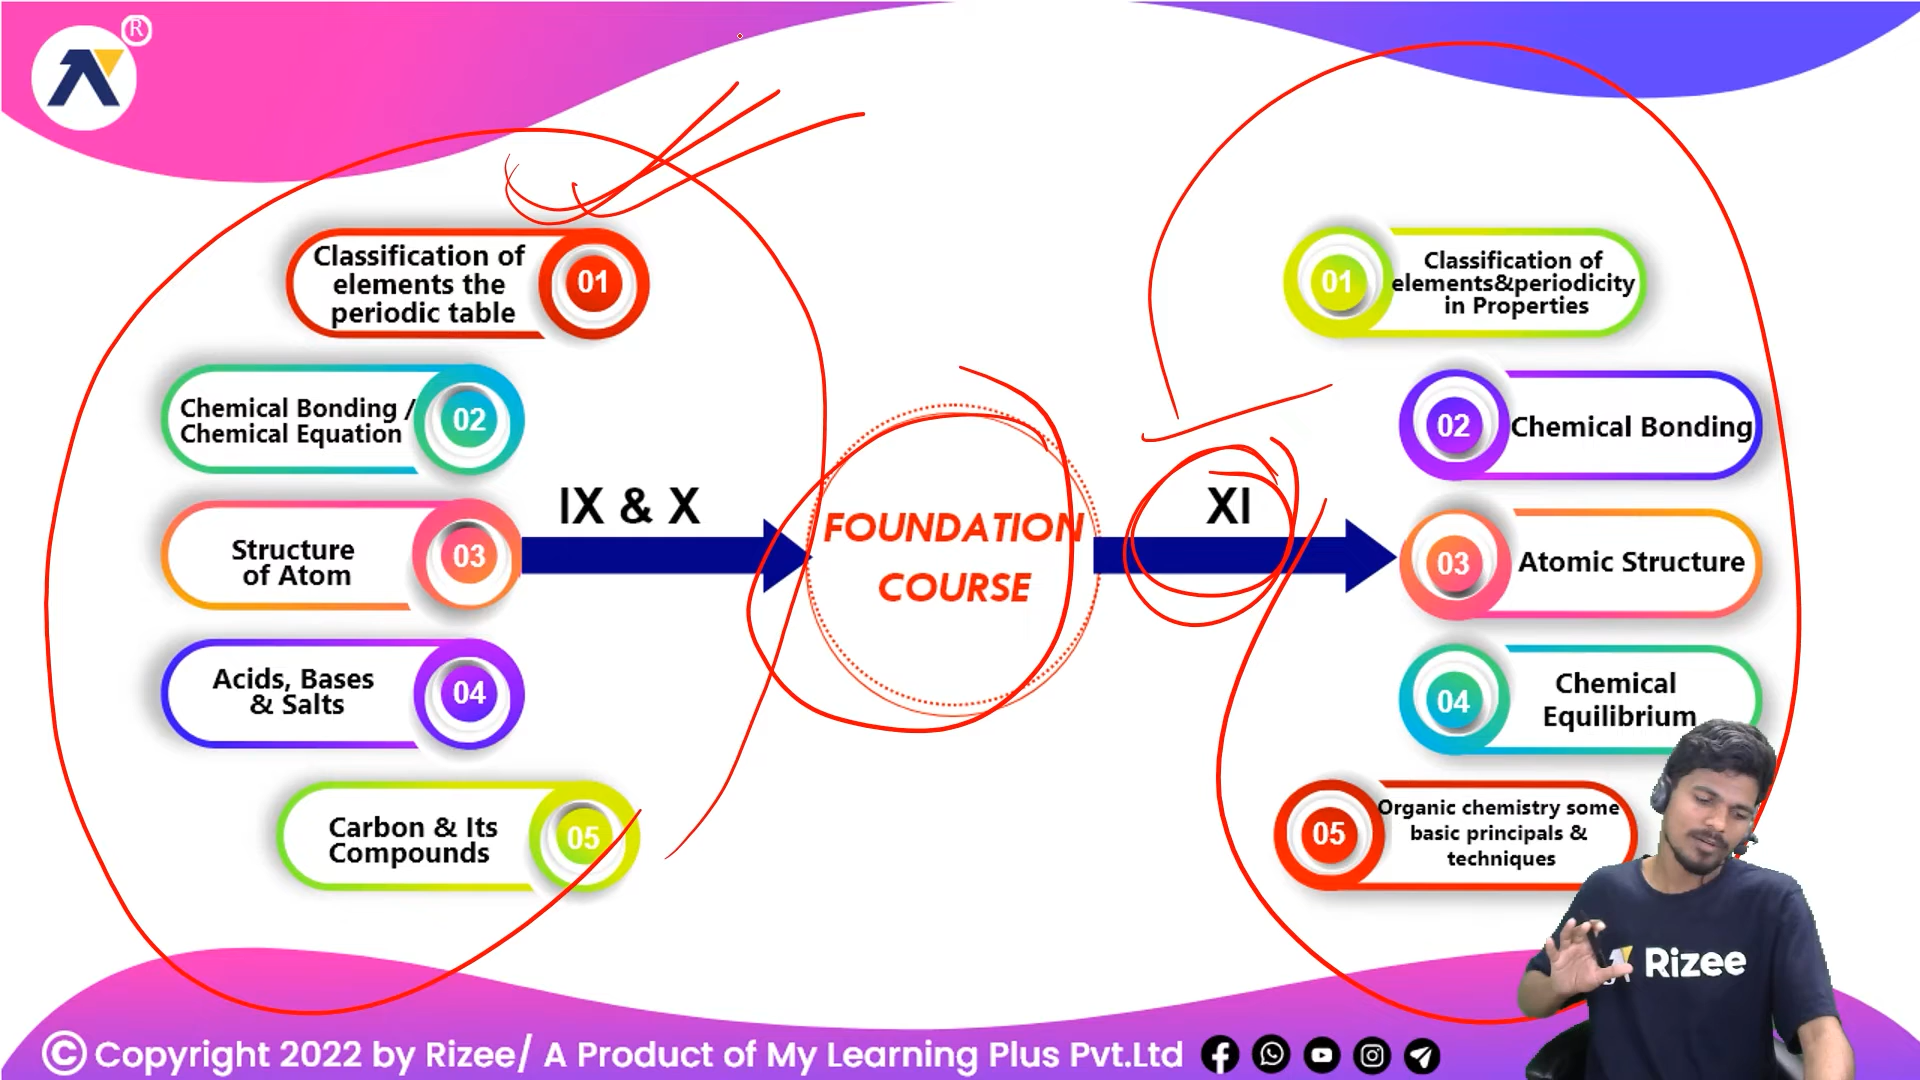 ®
Classification of
elements the
periodic table
01
Chemical Bonding /
Chemical Equation
02
Structure
of Atom
03
Acids, Bases
& Salts
04
Carbon & Its
Compounds
05
IX & X
FOUNDATION
COURSE
XI
01
Classification of
elements&periodicity
in Properties
02
Chemical Bonding
03
Atomic Structure
04
Chemical
Equilibrium
05
Organic chemistry some
basic principals &
techniques
Rizee
© Copyright 2022 by Rizee/ A Product of My Learning Plus Pvt.Ltd